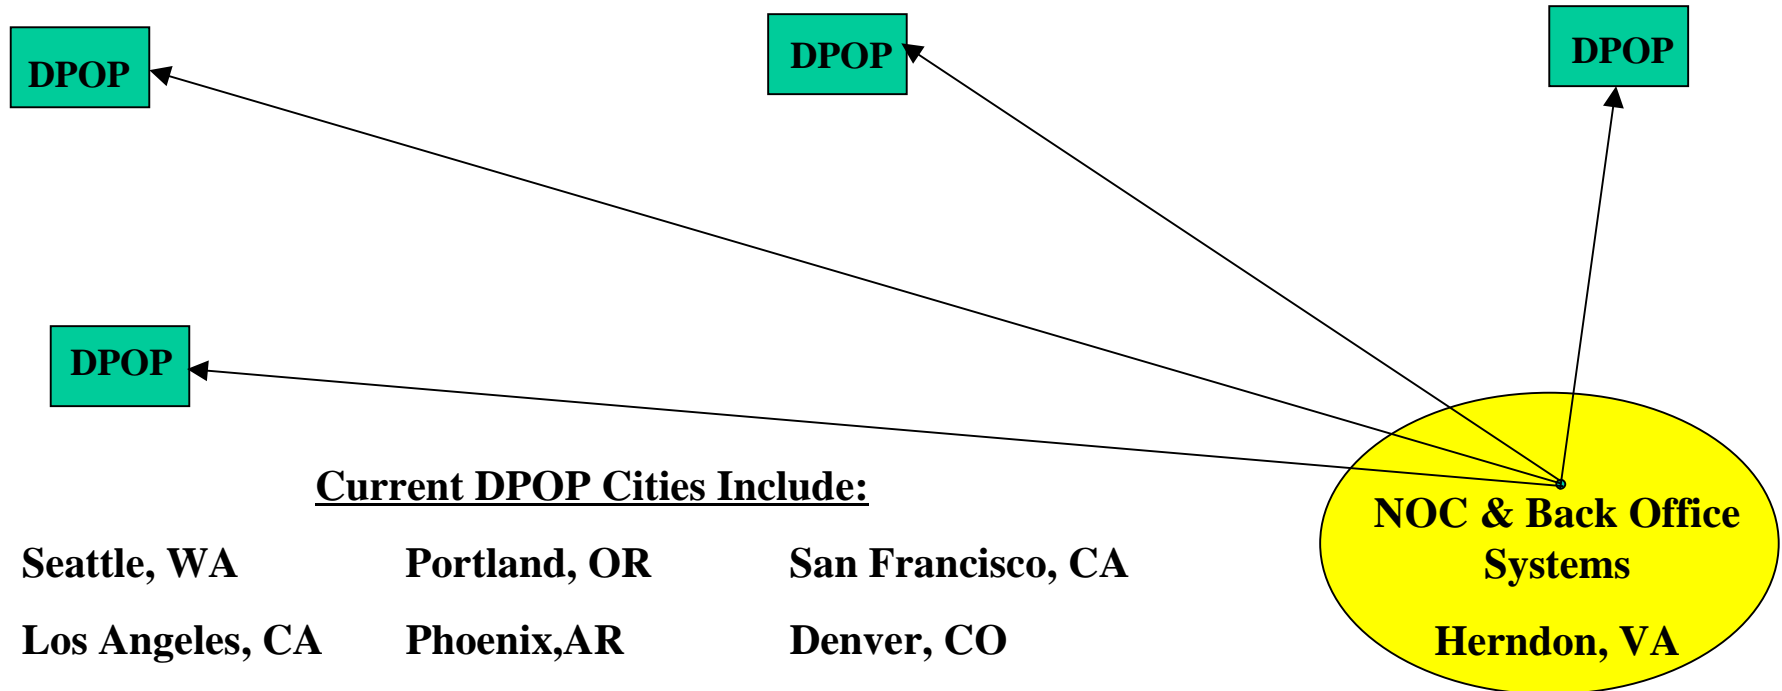 DPOP
DPOP
DPOP
DPOP
Current DPOP Cities Include:
Seattle, WA Portland, OR San Francisco, CA
Los Angeles, CA Phoenix,AR Denver, CO
NOC & Back Office
Systems
Herndon, VA